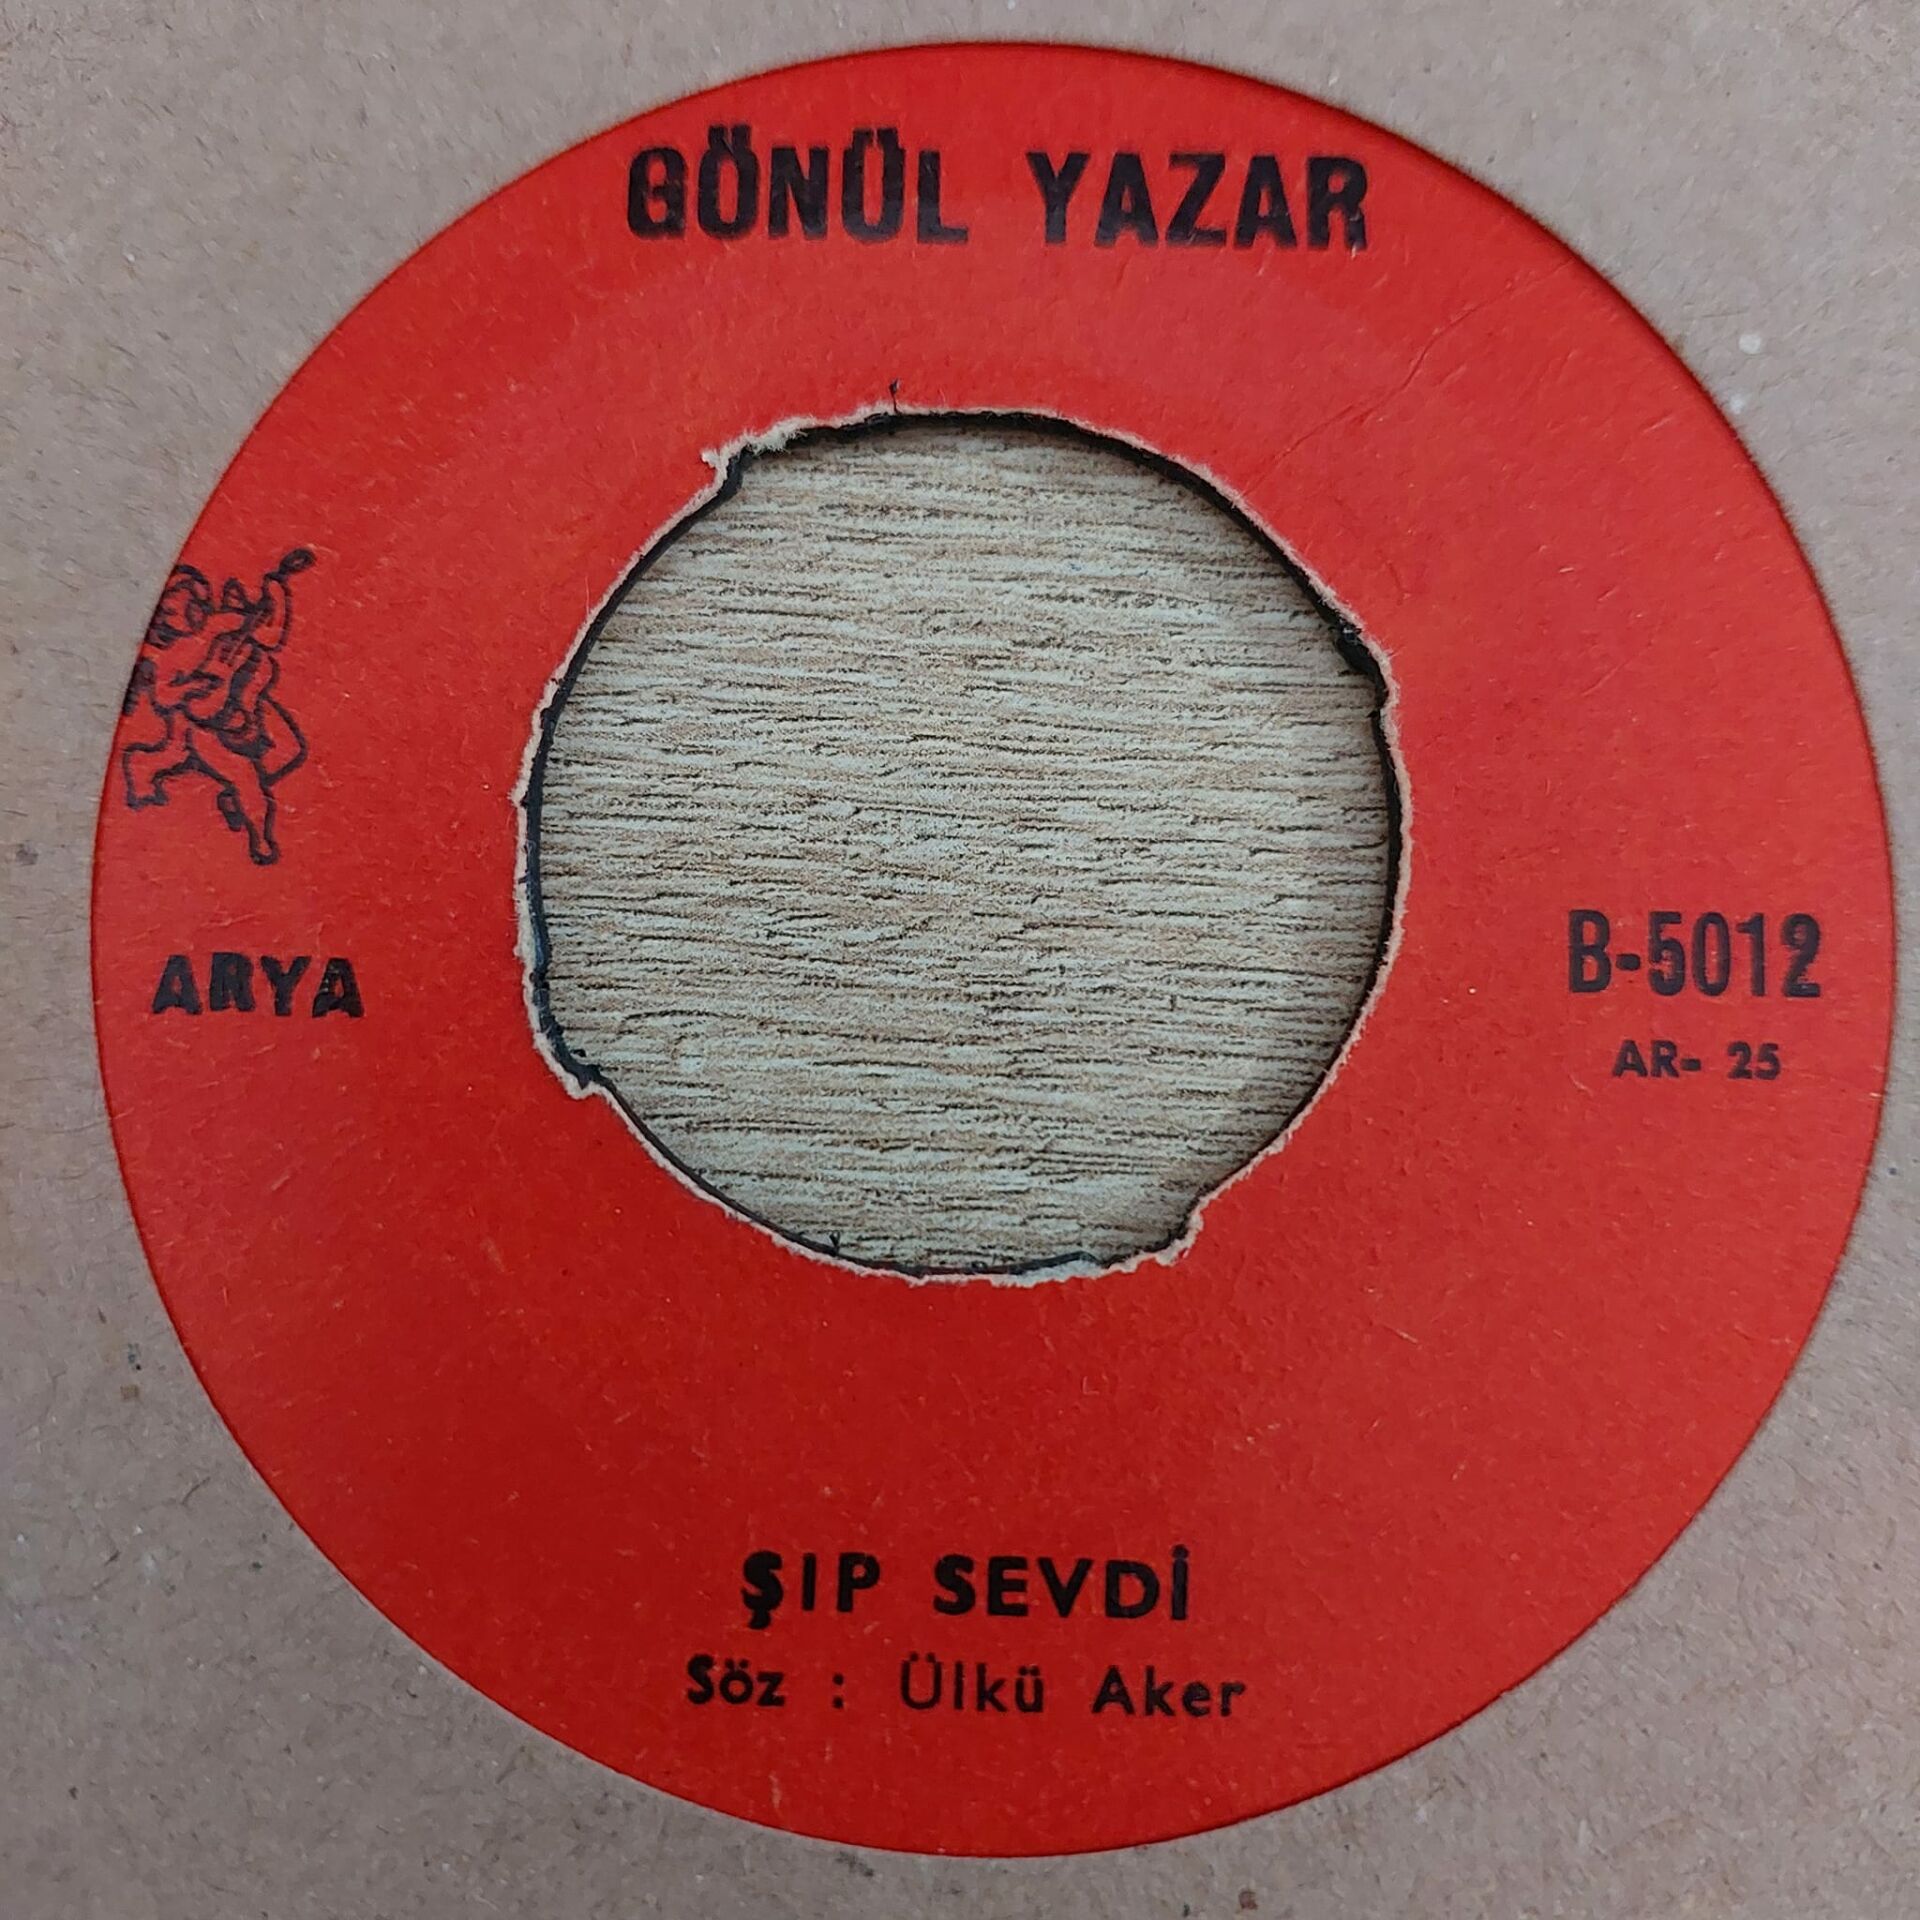 GÖNÜL YAZAR
ARYA
B-5012
AR- 25
ŞIP SEVDİ
Söz : Ülkü Aker